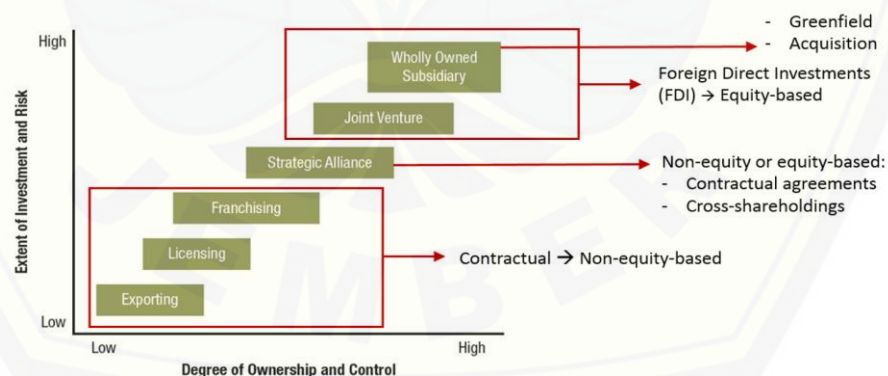 High
Extent of Investment and Risk
Low
Wholly Owned
Subsidiary
Joint Venture
Strategic Alliance
Franchising
Licensing
Exporting
Low
High
Degree of Ownership and Control
- Greenfield
- Acquisition
Foreign Direct Investments
(FDI) → Equity-based
Non-equity or equity-based:
- Contractual agreements
- Cross-shareholdings
Contractual → Non-equity-based
JEMBER